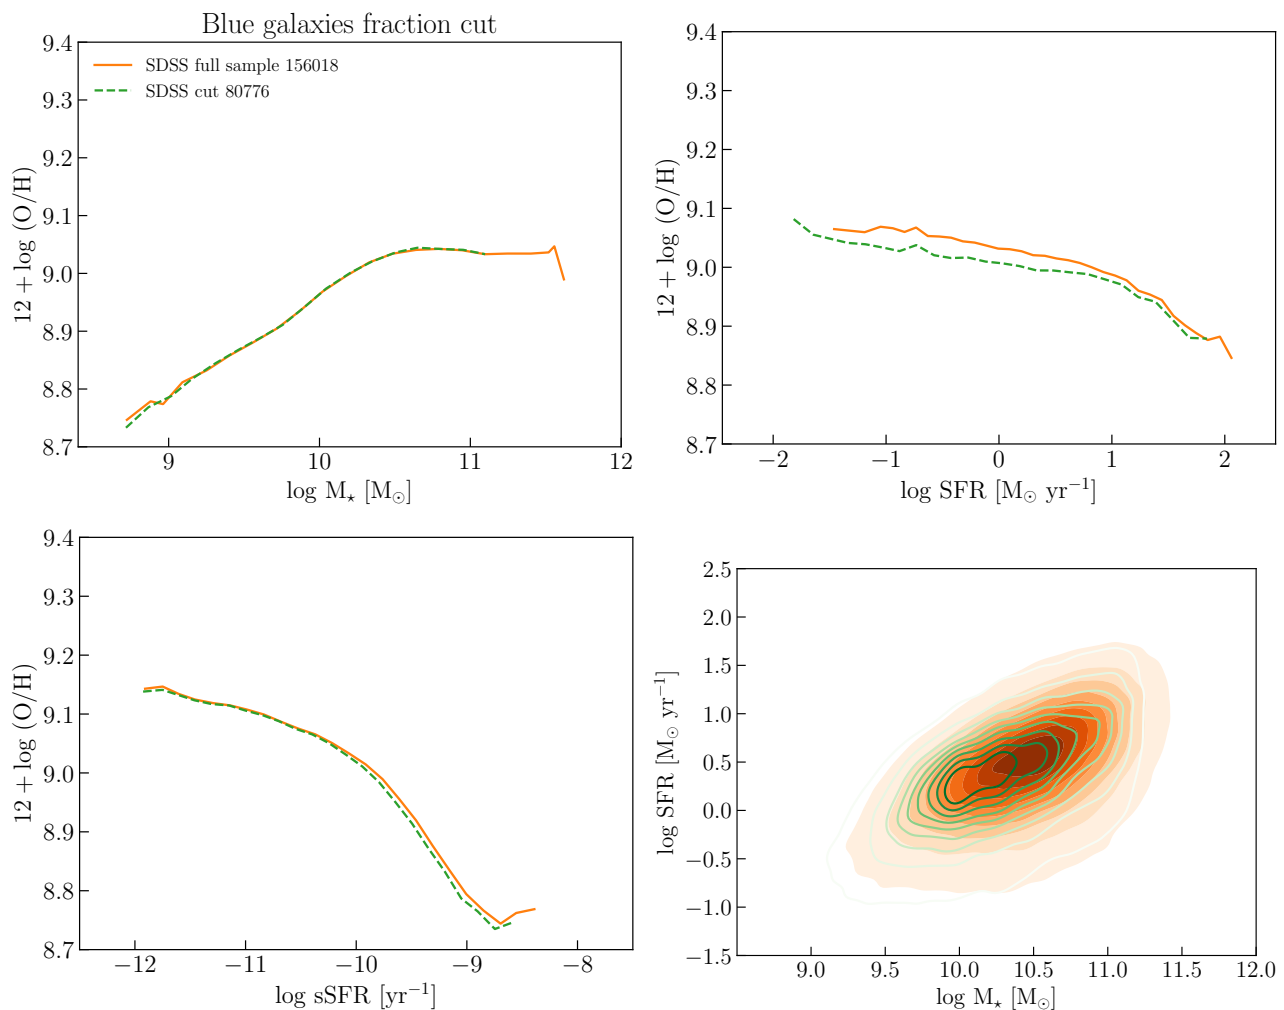 Blue galaxies fraction cut
9.4
9.3
9.2
9.1
9.0
8.9
8.8
8.7
12 + log (O/H)
SDSS full sample 156018
SDSS cut 80776
9 10 11 12
log M⋆ [M⊙]
9.4
9.3
9.2
9.1
9.0
8.9
8.8
8.7
12 + log (O/H)
−2 −1 0 1 2
log SFR [M⊙ yr⁻¹]
9.4
9.3
9.2
9.1
9.0
8.9
8.8
8.7
12 + log (O/H)
−12 −11 −10 −9 −8
log sSFR [yr⁻¹]
2.5
2.0
1.5
1.0
0.5
0.0
−0.5
−1.0
−1.5
log SFR [M⊙ yr⁻¹]
9.0 9.5 10.0 10.5 11.0 11.5 12.0
log M⋆ [M⊙]